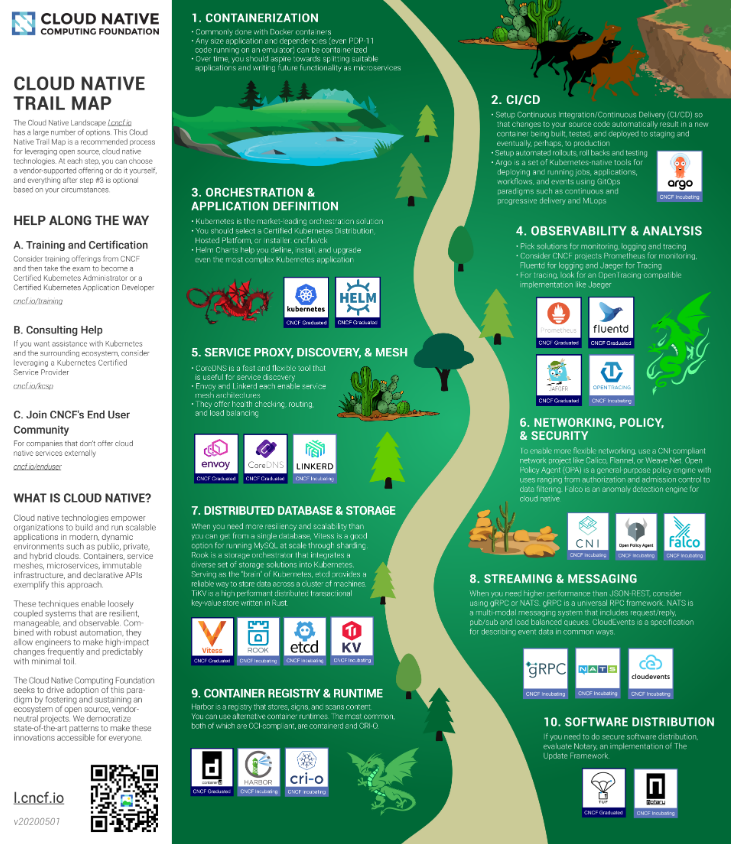 CLOUD NATIVE
COMPUTING FOUNDATION
CLOUD NATIVE
TRAIL MAP
The Cloud Native Landscape l.cncf.io
has a large number of options. This Cloud
Native Trail Map is a recommended process
for leveraging open source, cloud native
technologies. At each step, you can choose
a vendor-supported offering or do it yourself,
and everything after step #3 is optional
based on your circumstances.
HELP ALONG THE WAY
A. Training and Certification
Consider training offerings from CNCF
and then take the exam to become a
Certified Kubernetes Administrator or a
Certified Kubernetes Application Developer
cncf.io/training
B. Consulting Help
If you want assistance with Kubernetes
and the surrounding ecosystem, consider
leveraging a Kubernetes Certified
Service Provider
cncf.io/kcsp
C. Join CNCF's End User
Community
For companies that don't offer cloud
native services externally
cncf.io/enduser
WHAT IS CLOUD NATIVE?
Cloud native technologies empower
organizations to build and run scalable
applications in modern, dynamic
environments such as public, private,
and hybrid clouds. Containers, service
meshes, microservices, immutable
infrastructure, and declarative APIs
exemplify this approach.
These techniques enable loosely
coupled systems that are resilient,
manageable, and observable. Com-
bined with robust automation, they
allow engineers to make high-impact
changes frequently and predictably
with minimal toil.
The Cloud Native Computing Foundation
seeks to drive adoption of this para-
digm by fostering and sustaining an
ecosystem of open source, vendor-
neutral projects. We democratize
state-of-the-art patterns to make these
innovations accessible for everyone.
l.cncf.io
v20200501
1. CONTAINERIZATION
• Commonly done with Docker containers
• Any size application and dependencies (even PDP-11
code running on an emulator) can be containerized
• Over time, you should aspire towards splitting suitable
applications and writing future functionality as microservices
2. CI/CD
• Setup Continuous Integration/Continuous Delivery (CI/CD) so
that changes to your source code automatically result in a new
container being built, tested, and deployed to staging and
eventually, perhaps, to production
• Setup automated rollouts, roll backs and testing
• Argo is a set of Kubernetes-native tools for
deploying and running jobs, applications,
workflows, and events using GitOps
paradigms such as continuous and
progressive delivery and MLops
argo
CNCF Incubating
3. ORCHESTRATION &
APPLICATION DEFINITION
• Kubernetes is the market-leading orchestration solution
• You should select a Certified Kubernetes Distribution,
Hosted Platform, or Installer: cncf.io/ck
• Helm Charts help you define, install, and upgrade
even the most complex Kubernetes application
kubernetes
CNCF Graduated
HELM
CNCF Graduated
4. OBSERVABILITY & ANALYSIS
• Pick solutions for monitoring, logging and tracing
• Consider CNCF projects Prometheus for monitoring,
Fluentd for logging and Jaeger for Tracing
• For tracing, look for an OpenTracing-compatible
implementation like Jaeger
Prometheus
CNCF Graduated
fluentd
CNCF Graduated
JAEGER
CNCF Graduated
OPENTRACING
CNCF Incubating
5. SERVICE PROXY, DISCOVERY, & MESH
• CoreDNS is a fast and flexible tool that
is useful for service discovery
• Envoy and Linkerd each enable service
mesh architectures
• They offer health checking, routing,
and load balancing
envoy
CNCF Graduated
CoreDNS
CNCF Graduated
LINKERD
CNCF Incubating
6. NETWORKING, POLICY,
& SECURITY
To enable more flexible networking, use a CNI-compliant
network project like Calico, Flannel, or Weave Net. Open
Policy Agent (OPA) is a general-purpose policy engine with
uses ranging from authorization and admission control to
data filtering. Falco is an anomaly detection engine for
cloud native
CNI
CNCF Incubating
Open Policy Agent
CNCF Incubating
Falco
CNCF Incubating
7. DISTRIBUTED DATABASE & STORAGE
When you need more resiliency and scalability than
you can get from a single database, Vitess is a good
option for running MySQL at scale through sharding.
Rook is a storage orchestrator that integrates a
diverse set of storage solutions into Kubernetes.
Serving as the "brain" of Kubernetes, etcd provides a
reliable way to store data across a cluster of machines.
TiKV is a high performant distributed transactional
key-value store written in Rust.
Vitess
CNCF Graduated
ROOK
CNCF Incubating
etcd
CNCF Incubating
TI
KV
CNCF Incubating
8. STREAMING & MESSAGING
When you need higher performance than JSON-REST, consider
using gRPC or NATS. gRPC is a universal RPC framework. NATS is
a multi-modal messaging system that includes request/reply,
pub/sub and load balanced queues. CloudEvents is a specification
for describing event data in common ways.
gRPC
CNCF Incubating
NATS
CNCF Incubating
cloudevents
CNCF Incubating
9. CONTAINER REGISTRY & RUNTIME
Harbor is a registry that stores, signs, and scans content.
You can use alternative container runtimes. The most common,
both of which are OCI-compliant, are containerd and CRI-O.
containerd
CNCF Graduated
HARBOR
CNCF Incubating
cri-o
CNCF Incubating
10. SOFTWARE DISTRIBUTION
If you need to do secure software distribution,
evaluate Notary, an implementation of The
Update Framework.
TUF
CNCF Graduated
Notary
CNCF Incubating